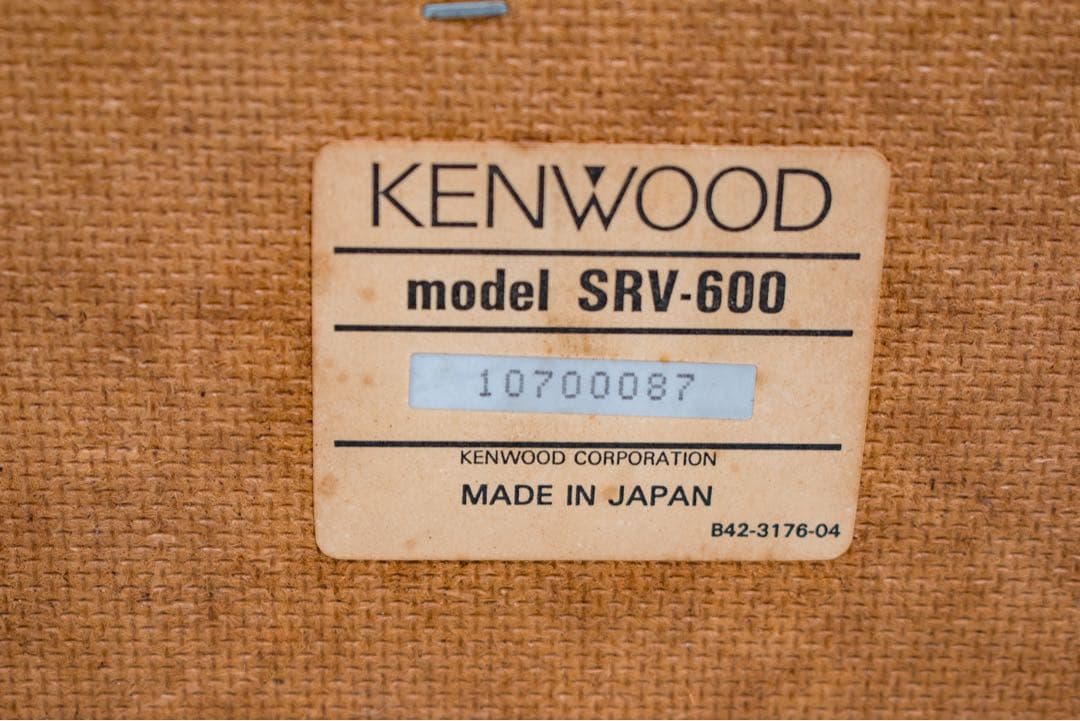 KENWOOD
model SRV-600
10700087
KENWOOD CORPORATION
MADE IN JAPAN
B42-3176-04